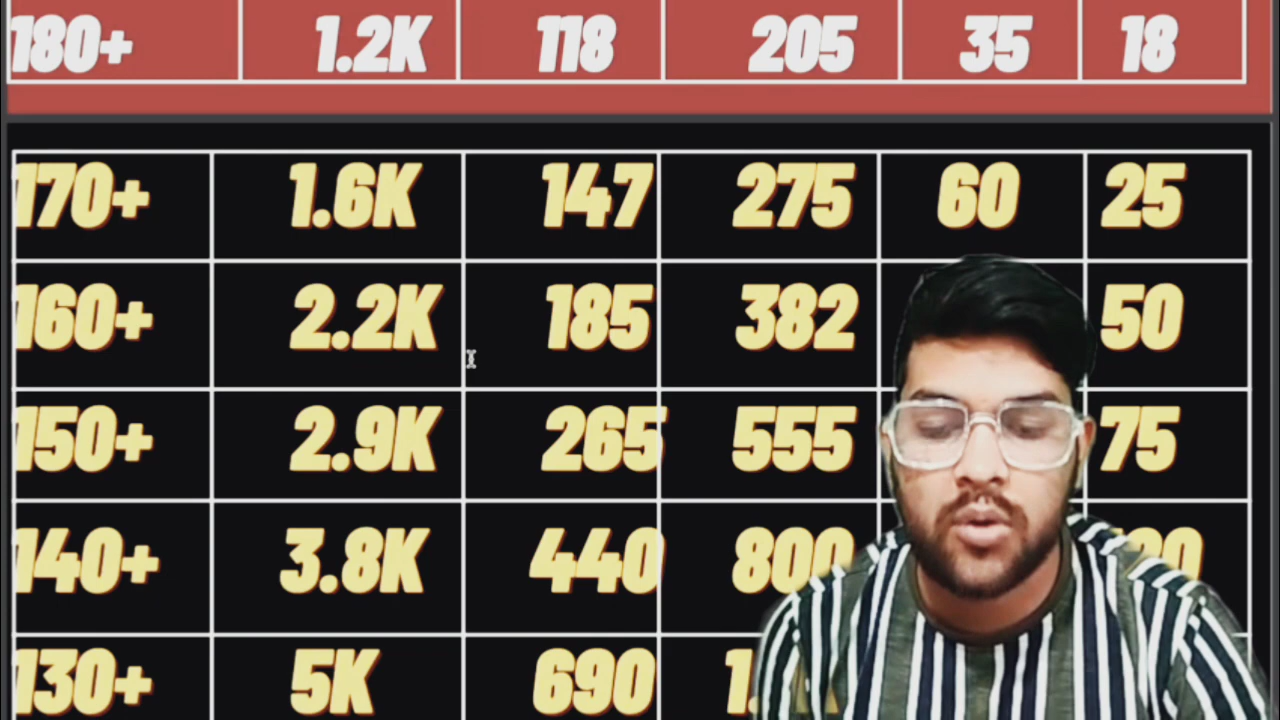 180+ 1.2K 118 205 35 18
170+ 1.6K 147 275 60 25
160+ 2.2K 185 382 50
150+ 2.9K 265 555 75
140+ 3.8K 440 800
130+ 5K 690